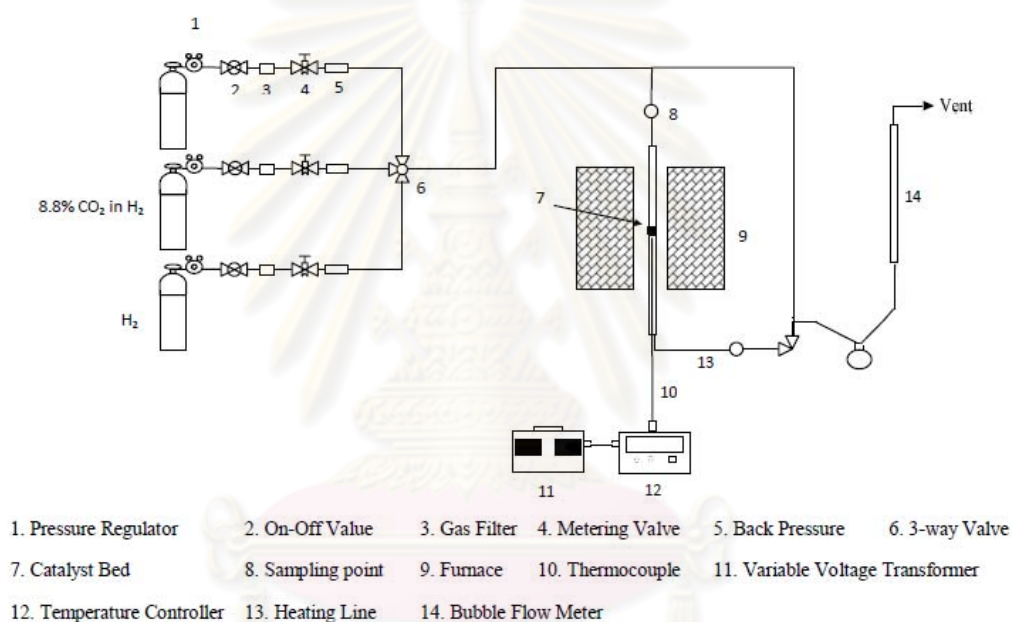 1
2
3
4
5
6
8
Vent
14
8.8% CO₂ in H₂
7
9
H₂
13
10
11
12
1. Pressure Regulator 2. On-Off Value 3. Gas Filter 4. Metering Valve 5. Back Pressure 6. 3-way Valve
7. Catalyst Bed 8. Sampling point 9. Furnace 10. Thermocouple 11. Variable Voltage Transformer
12. Temperature Controller 13. Heating Line 14. Bubble Flow Meter